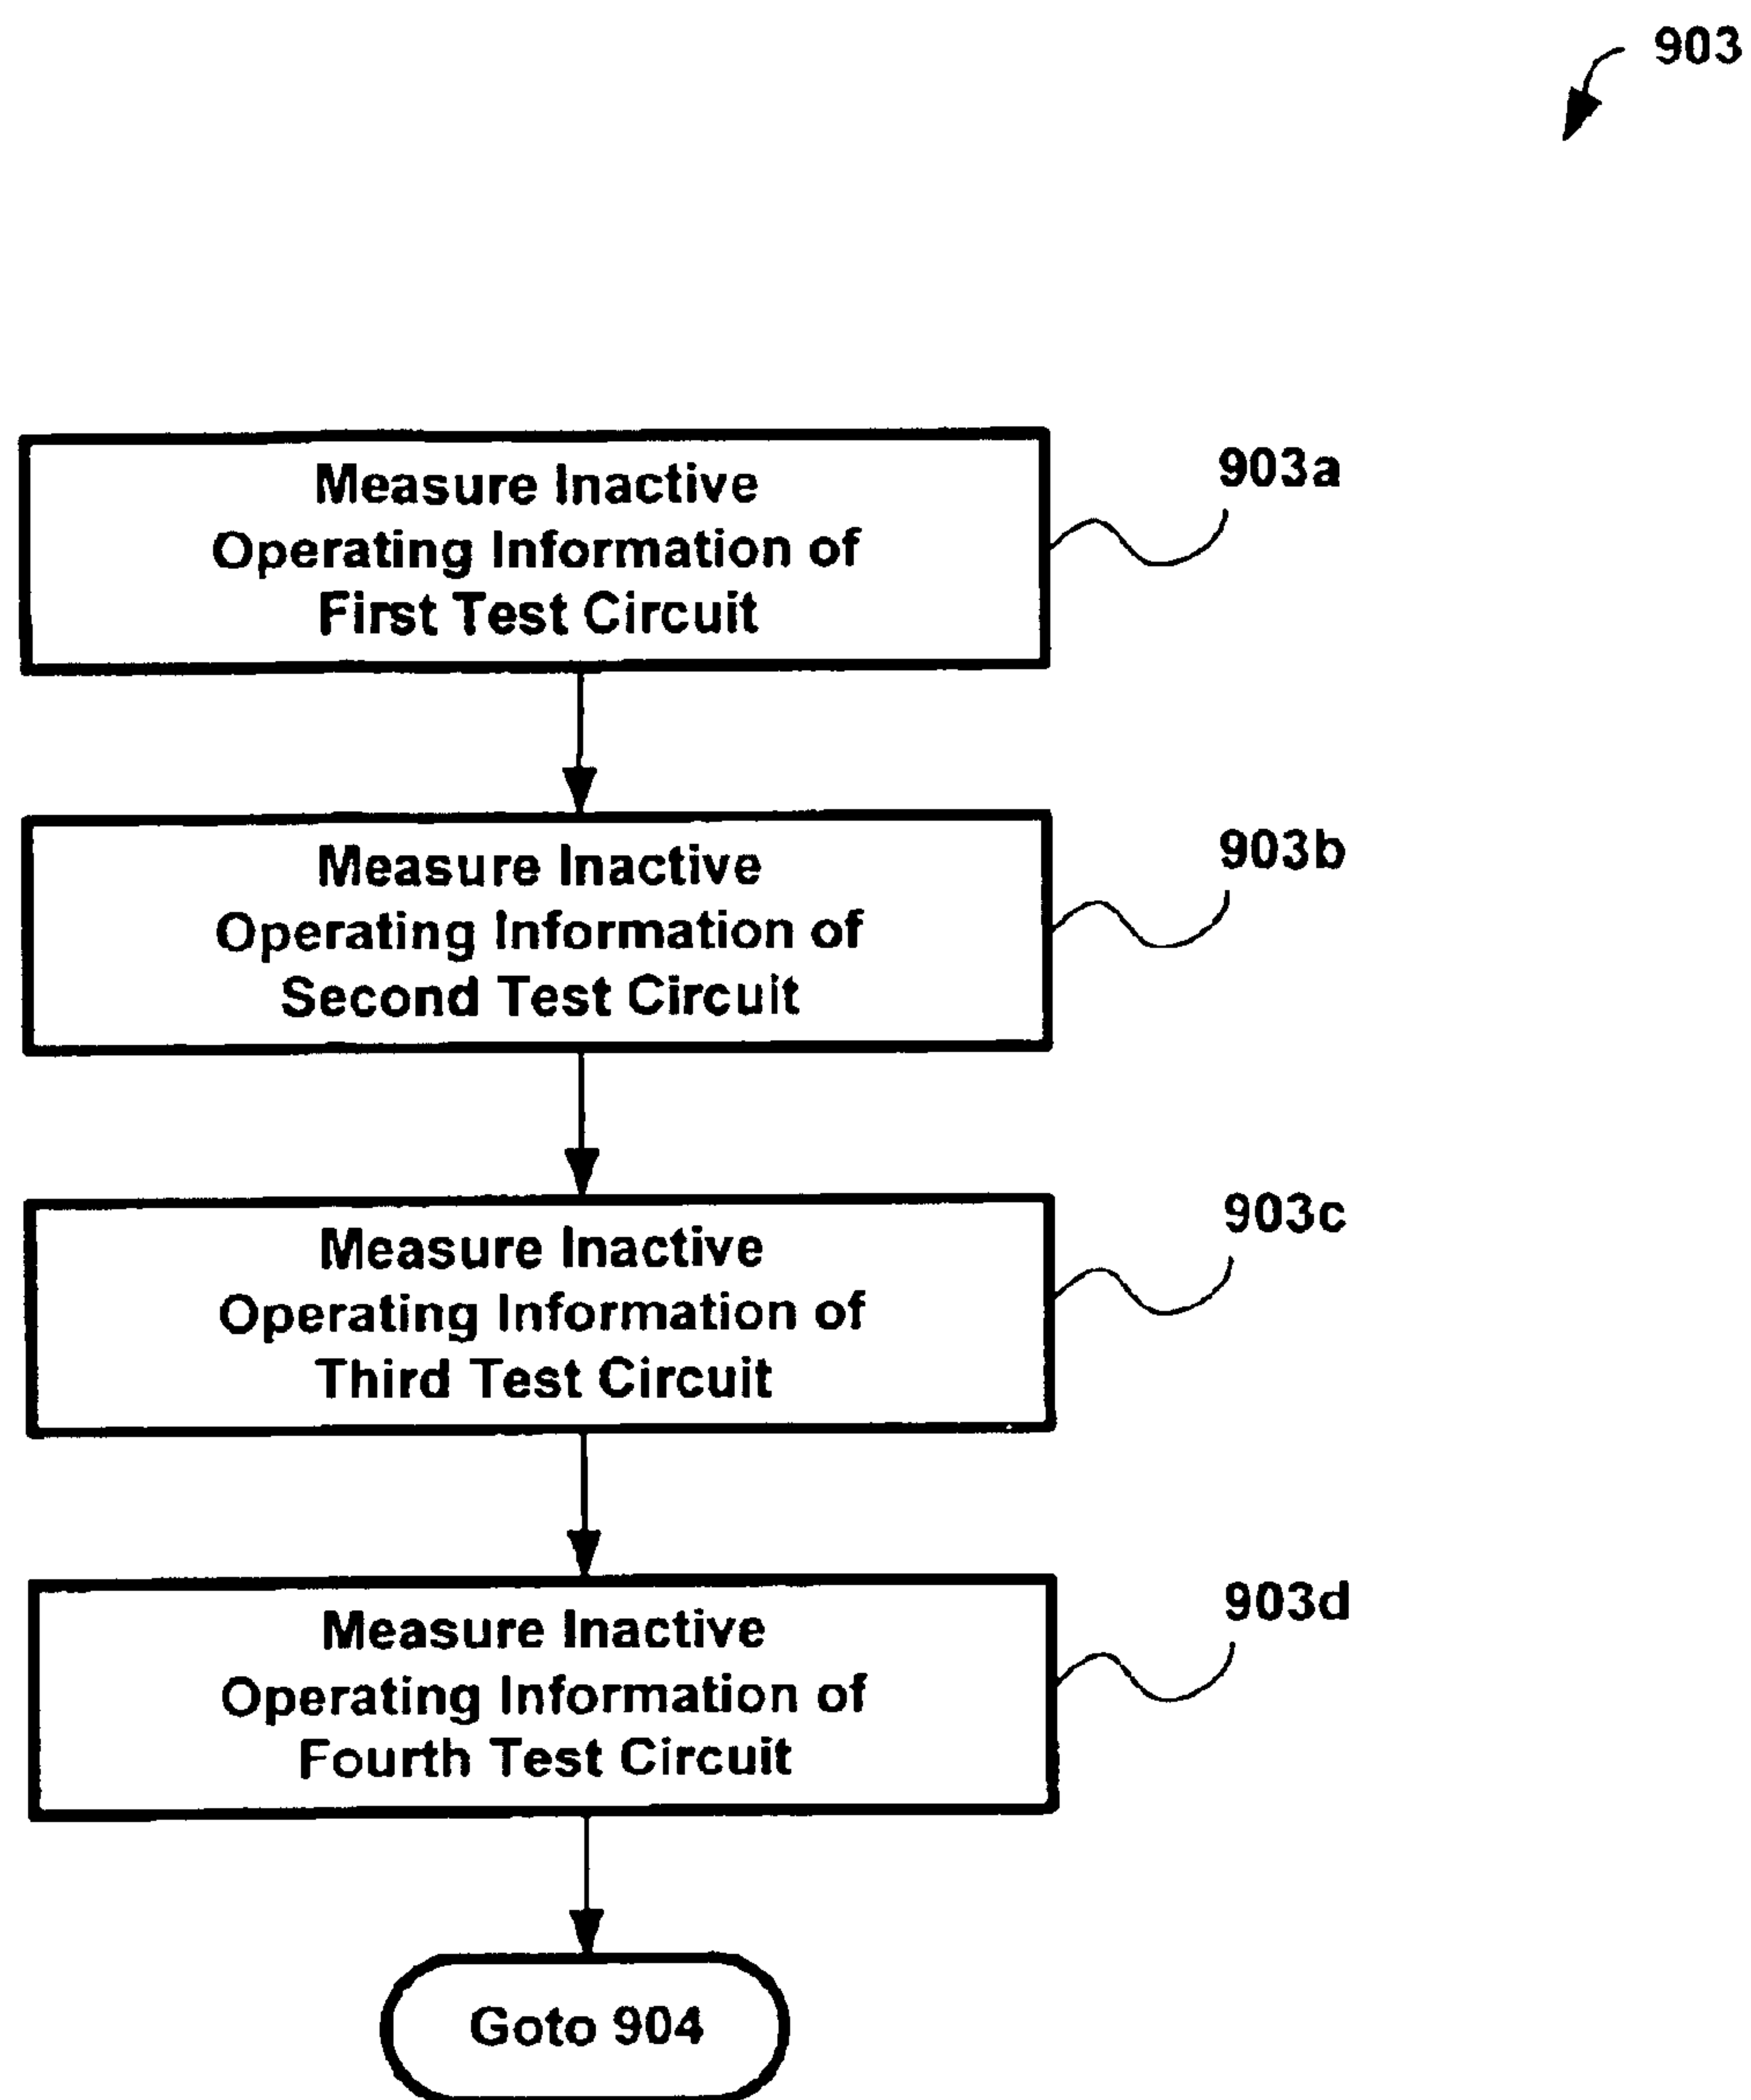 903
Measure Inactive
Operating Information of
First Test Circuit
903a
Measure Inactive
Operating Information of
Second Test Circuit
903b
Measure Inactive
Operating Information of
Third Test Circuit
903c
Measure Inactive
Operating Information of
Fourth Test Circuit
903d
Goto 904